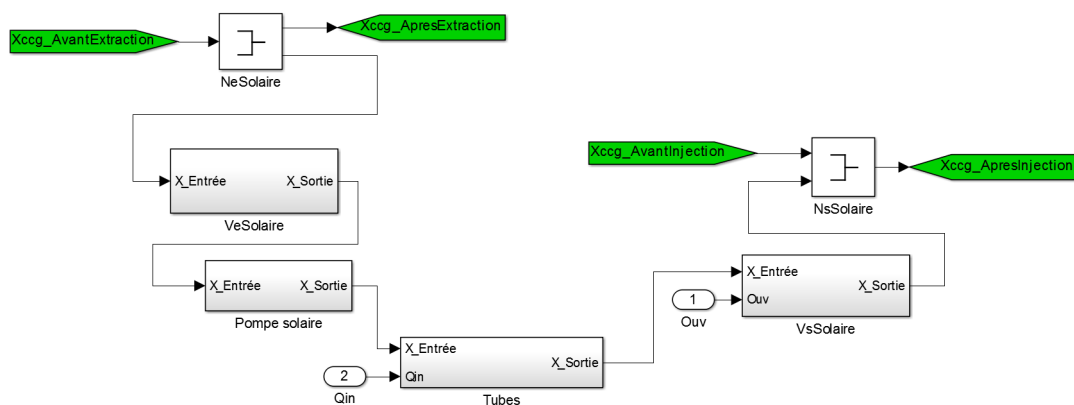 Xccg_AvantExtraction
Xccg_ApresExtraction
NeSolaire
X_Entrée X_Sortie
VeSolaire
X_Entrée X_Sortie
Pompe solaire
X_Entrée
X_Sortie
Qin
Tubes
2
Qin
Xccg_AvantInjection
Xccg_ApresInjection
NsSolaire
X_Entrée
X_Sortie
Ouv
VsSolaire
1
Ouv